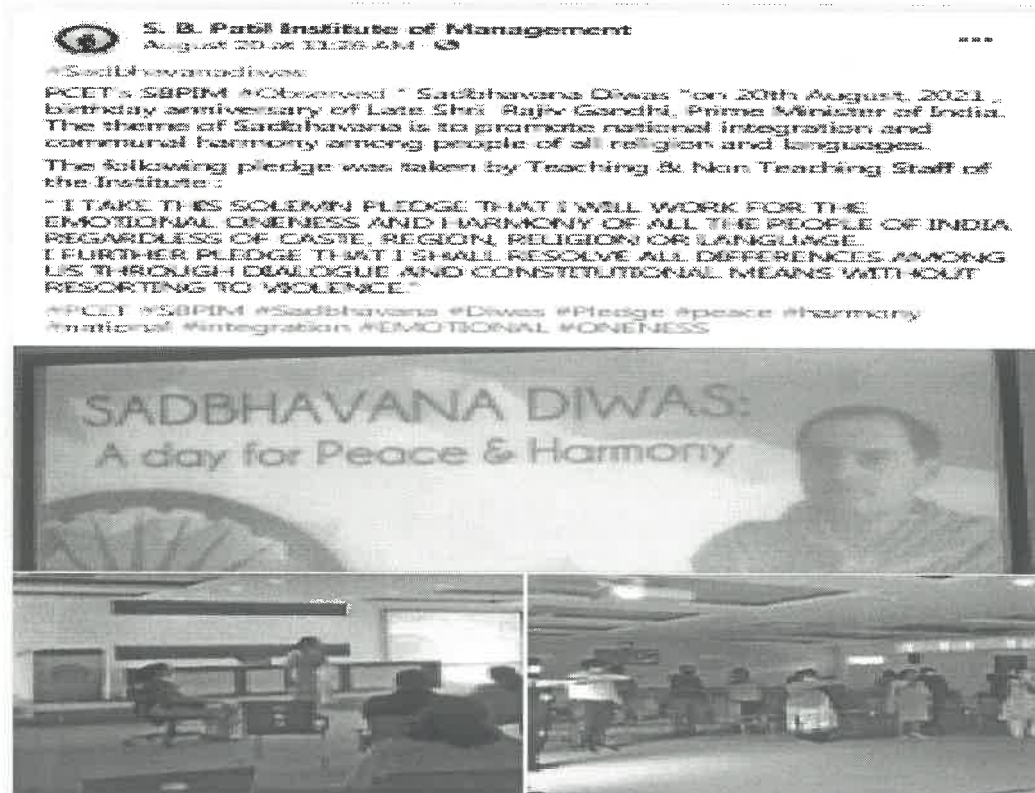 S. B. Patil Institute of Management
August 20 at 11:26 AM ·
#Sadbhavanadiwas
PCET's SBPIM #Observed " Sadbhavana Diwas "on 20th August, 2021 ,
birthday anniversary of Late Shri. Rajiv Gandhi, Prime Minister of India.
The theme of Sadbhavana is to promote national integration and
communal harmony among people of all religion and languages.
The following pledge was taken by Teaching & Non Teaching Staff of
the Institute :
" I TAKE THIS SOLEMN PLEDGE THAT I WILL WORK FOR THE
EMOTIONAL ONENESS AND HARMONY OF ALL THE PEOPLE OF INDIA
REGARDLESS OF CASTE, REGION, RELIGION OR LANGUAGE.
I FURTHER PLEDGE THAT I SHALL RESOLVE ALL DIFFERENCES AMONG
US THROUGH DIALOGUE AND CONSTITUTIONAL MEANS WITHOUT
RESORTING TO VIOLENCE"
#PCET #SBPIM #Sadbhavana #Diwas #Pledge #peace #harmony
#national #integration #EMOTIONAL #ONENESS
SADBHAVANA DIWAS:
A day for Peace & Harmony